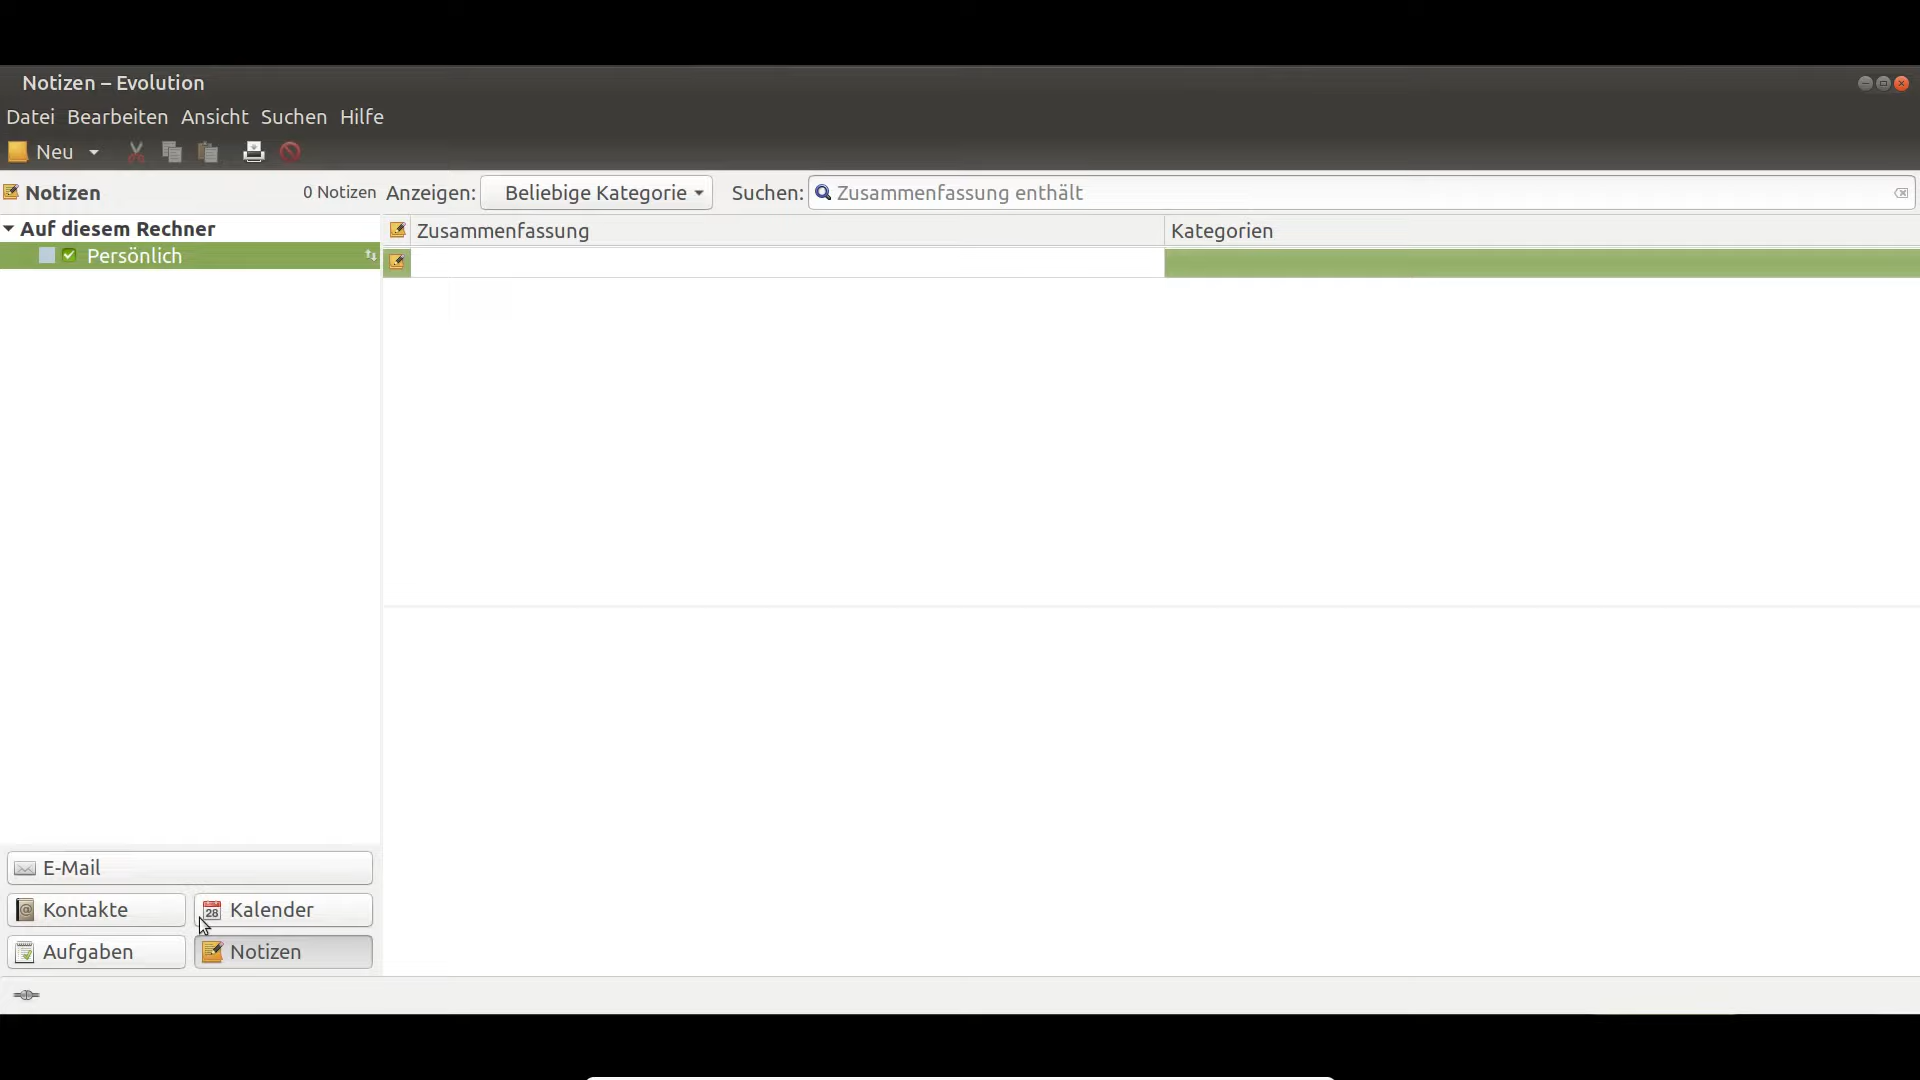 Notizen – Evolution
Datei Bearbeiten Ansicht Suchen Hilfe
Neu
Notizen 0 Notizen Anzeigen: Beliebige Kategorie Suchen: Zusammenfassung enthält
Auf diesem Rechner
Zusammenfassung Kategorien
Persönlich
E-Mail
Kontakte 28 Kalender
Aufgaben Notizen